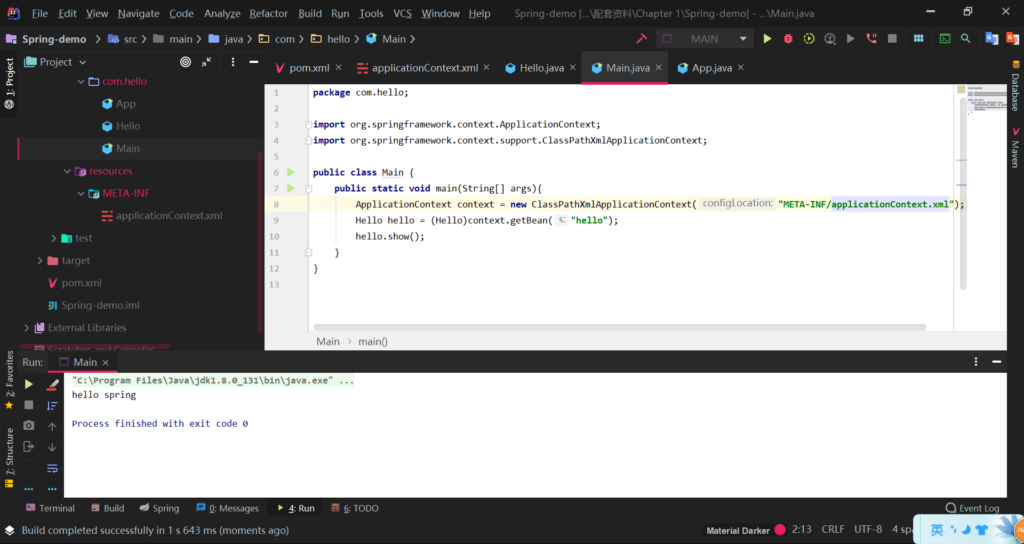 File Edit View Navigate Code Analyze Refactor Build Run Tools VCS Window Help Spring-demo [...\配套资料\Chapter 1\Spring-demo] - ...\Main.java
Spring-demo src main java com hello Main MAIN
1: Project
Project
com.hello
App
Hello
Main
resources
META-INF
applicationContext.xml
test
target
pom.xml
Spring-demo.iml
External Libraries
Scratches and Consoles
pom.xml applicationContext.xml Hello.java Main.java App.java
1 package com.hello;
2
3 import org.springframework.context.ApplicationContext;
4 import org.springframework.context.support.ClassPathXmlApplicationContext;
5
6 public class Main {
7 public static void main(String[] args){
8 ApplicationContext context = new ClassPathXmlApplicationContext( configLocation: "META-INF/applicationContext.xml");
9 Hello hello = (Hello)context.getBean( s: "hello");
10 hello.show();
11 }
12 }
13
Main > main()
Database
Maven
Run: Main
"C:\Program Files\Java\jdk1.8.0_131\bin\java.exe" ...
hello spring
Process finished with exit code 0
2: Favorites
7: Structure
Terminal Build Spring 0: Messages 4: Run 6: TODO Event Log
Build completed successfully in 1 s 643 ms (moments ago) Material Darker 2:13 CRLF UTF-8 4 spa
英